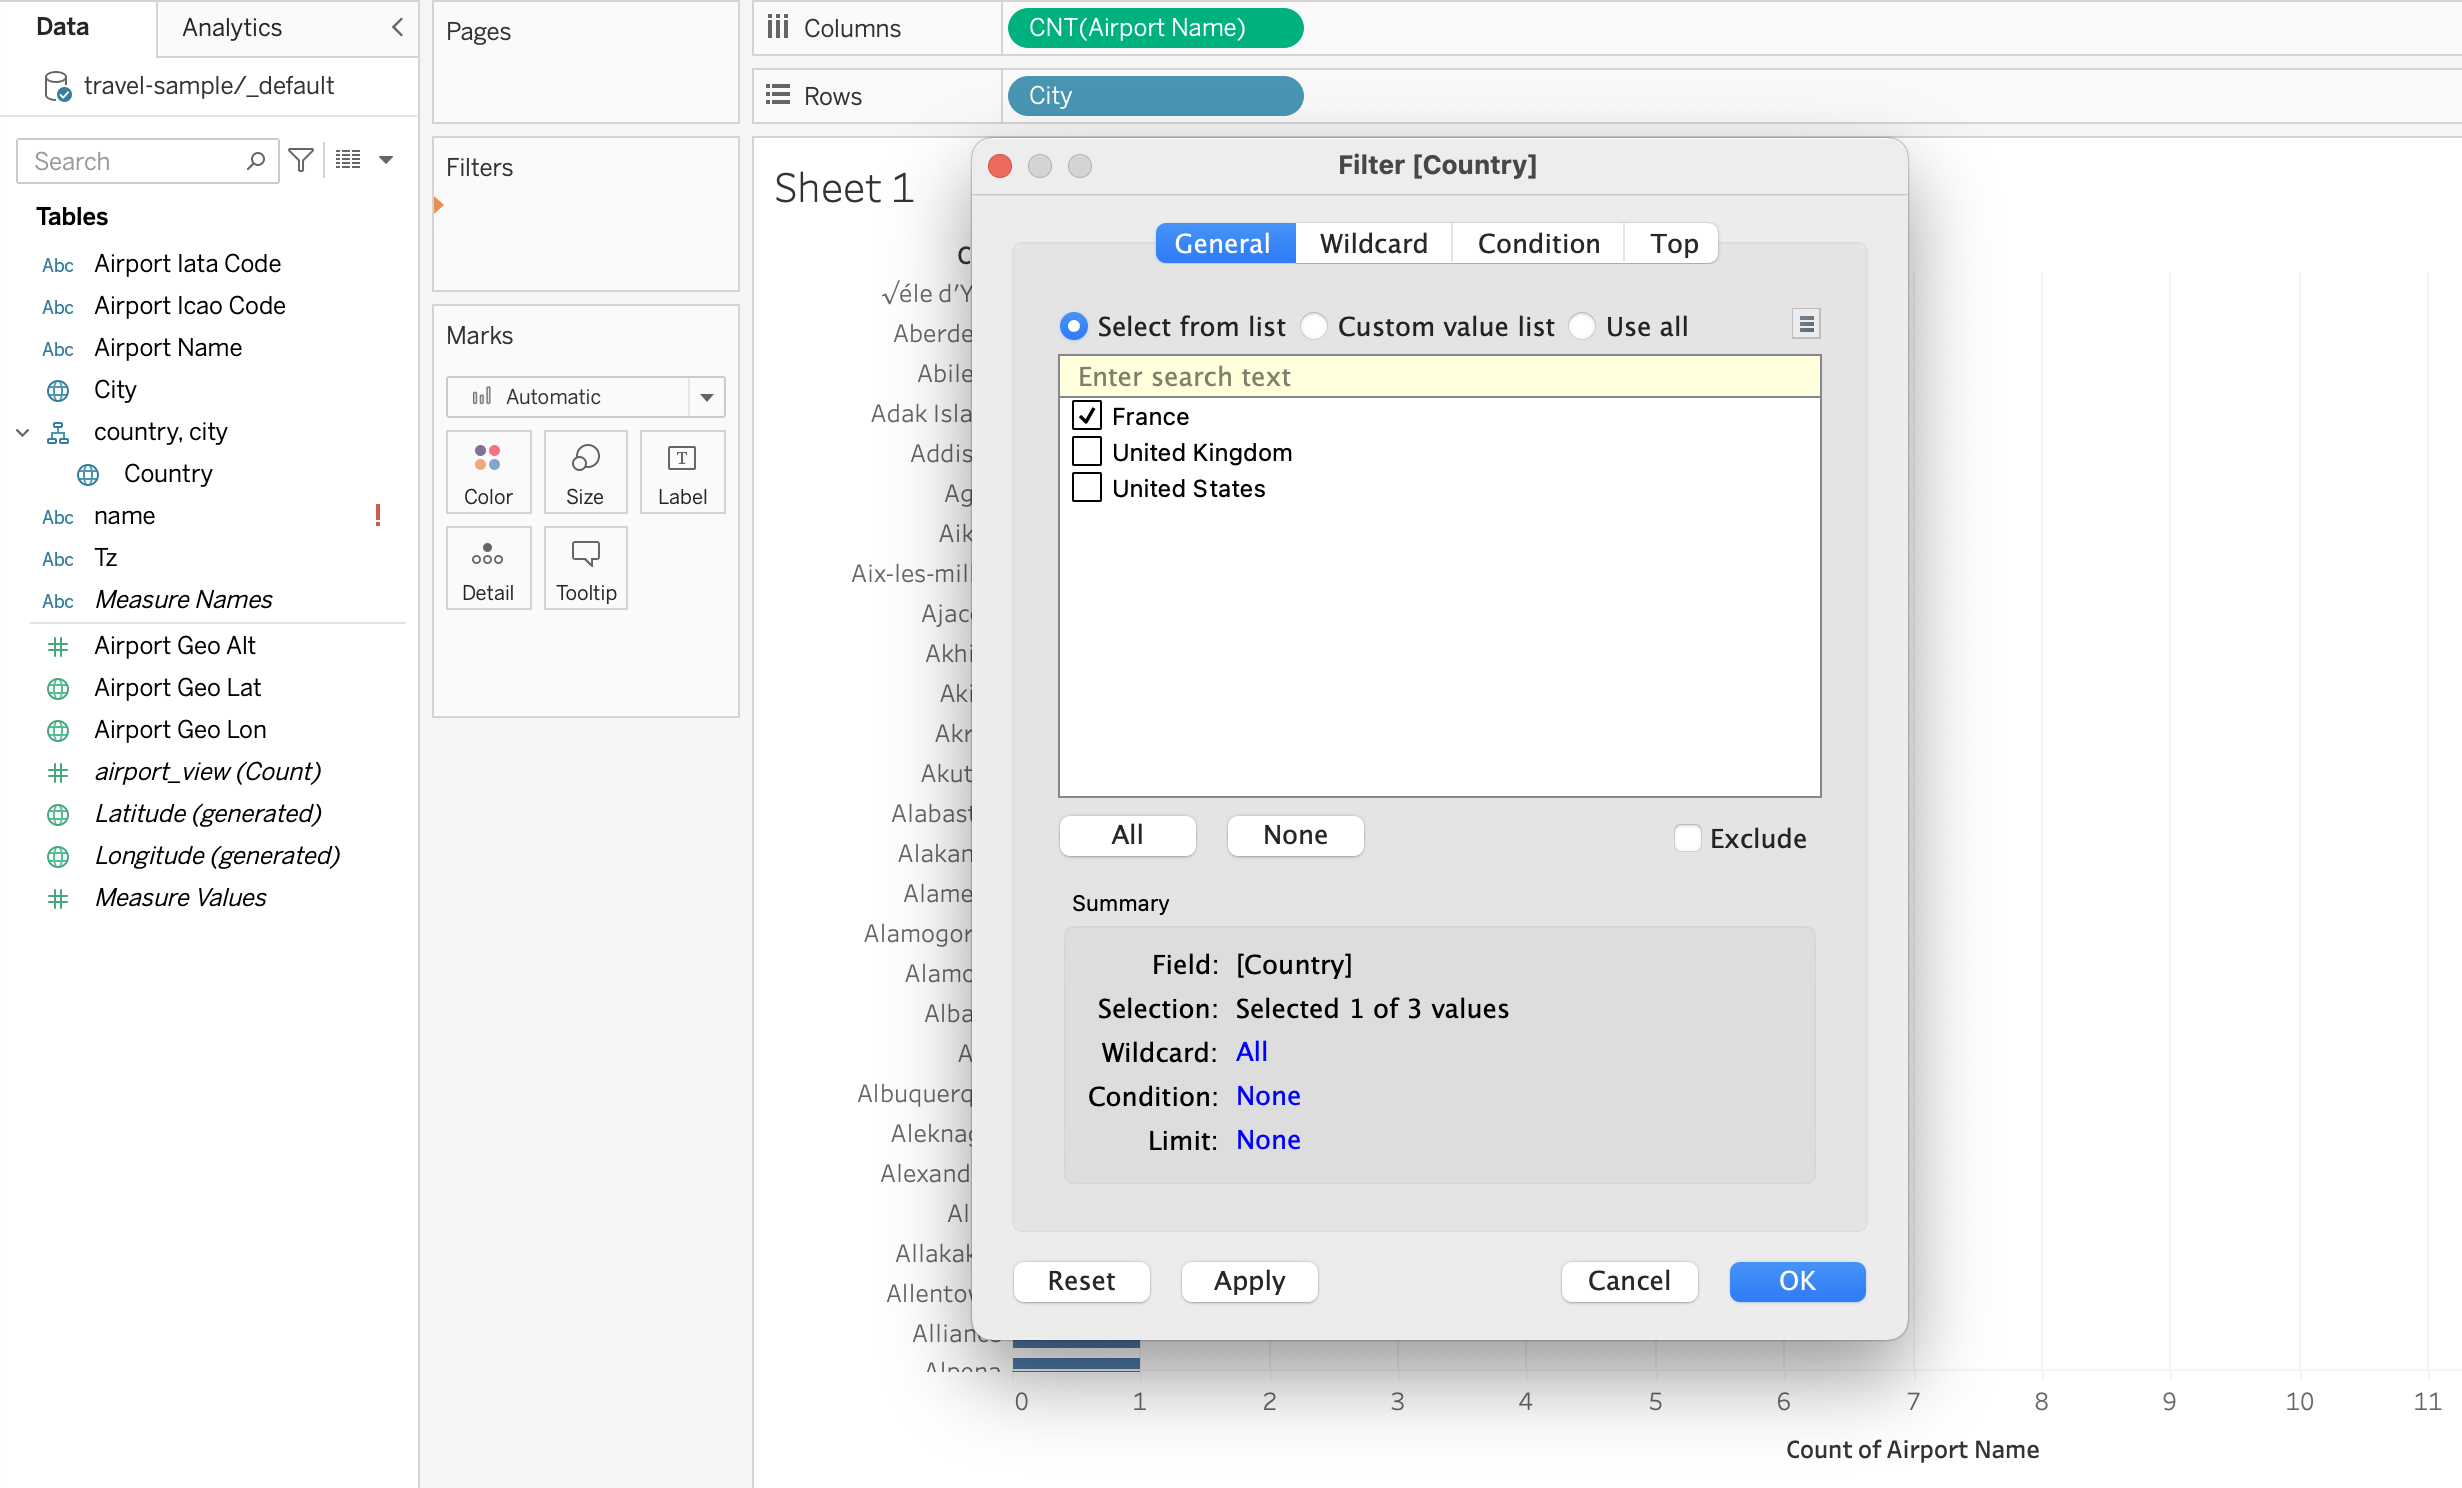 Data
Analytics
travel-sample/_default
Search
Tables
Abc Airport Iata Code
Abc Airport Icao Code
Abc Airport Name
City
country, city
Country
Abc name !
Abc Tz
Abc Measure Names
Airport Geo Alt
Airport Geo Lat
Airport Geo Lon
airport_view (Count)
Latitude (generated)
Longitude (generated)
Measure Values
Pages
Filters
Marks
Automatic
Color Size Label
Detail Tooltip
Columns CNT(Airport Name)
Rows City
Sheet 1
C
√éle d'Y
Aberde
Abile
Adak Isla
Addis
Ag
Aik
Aix-les-mill
Ajacc
Akhi
Aki
Akr
Akut
Alabast
Alakan
Alame
Alamogor
Alamo
Alba
A
Albuquerq
Aleknag
Alexand
Al
Allakak
Allentow
Alliance
Alpena
0 1 2 3 4 5 6 7 8 9 10 11
Count of Airport Name
Filter [Country]
General Wildcard Condition Top
Select from list Custom value list Use all
Enter search text
France
United Kingdom
United States
All None Exclude
Summary
Field: [Country]
Selection: Selected 1 of 3 values
Wildcard: All
Condition: None
Limit: None
Reset Apply Cancel OK